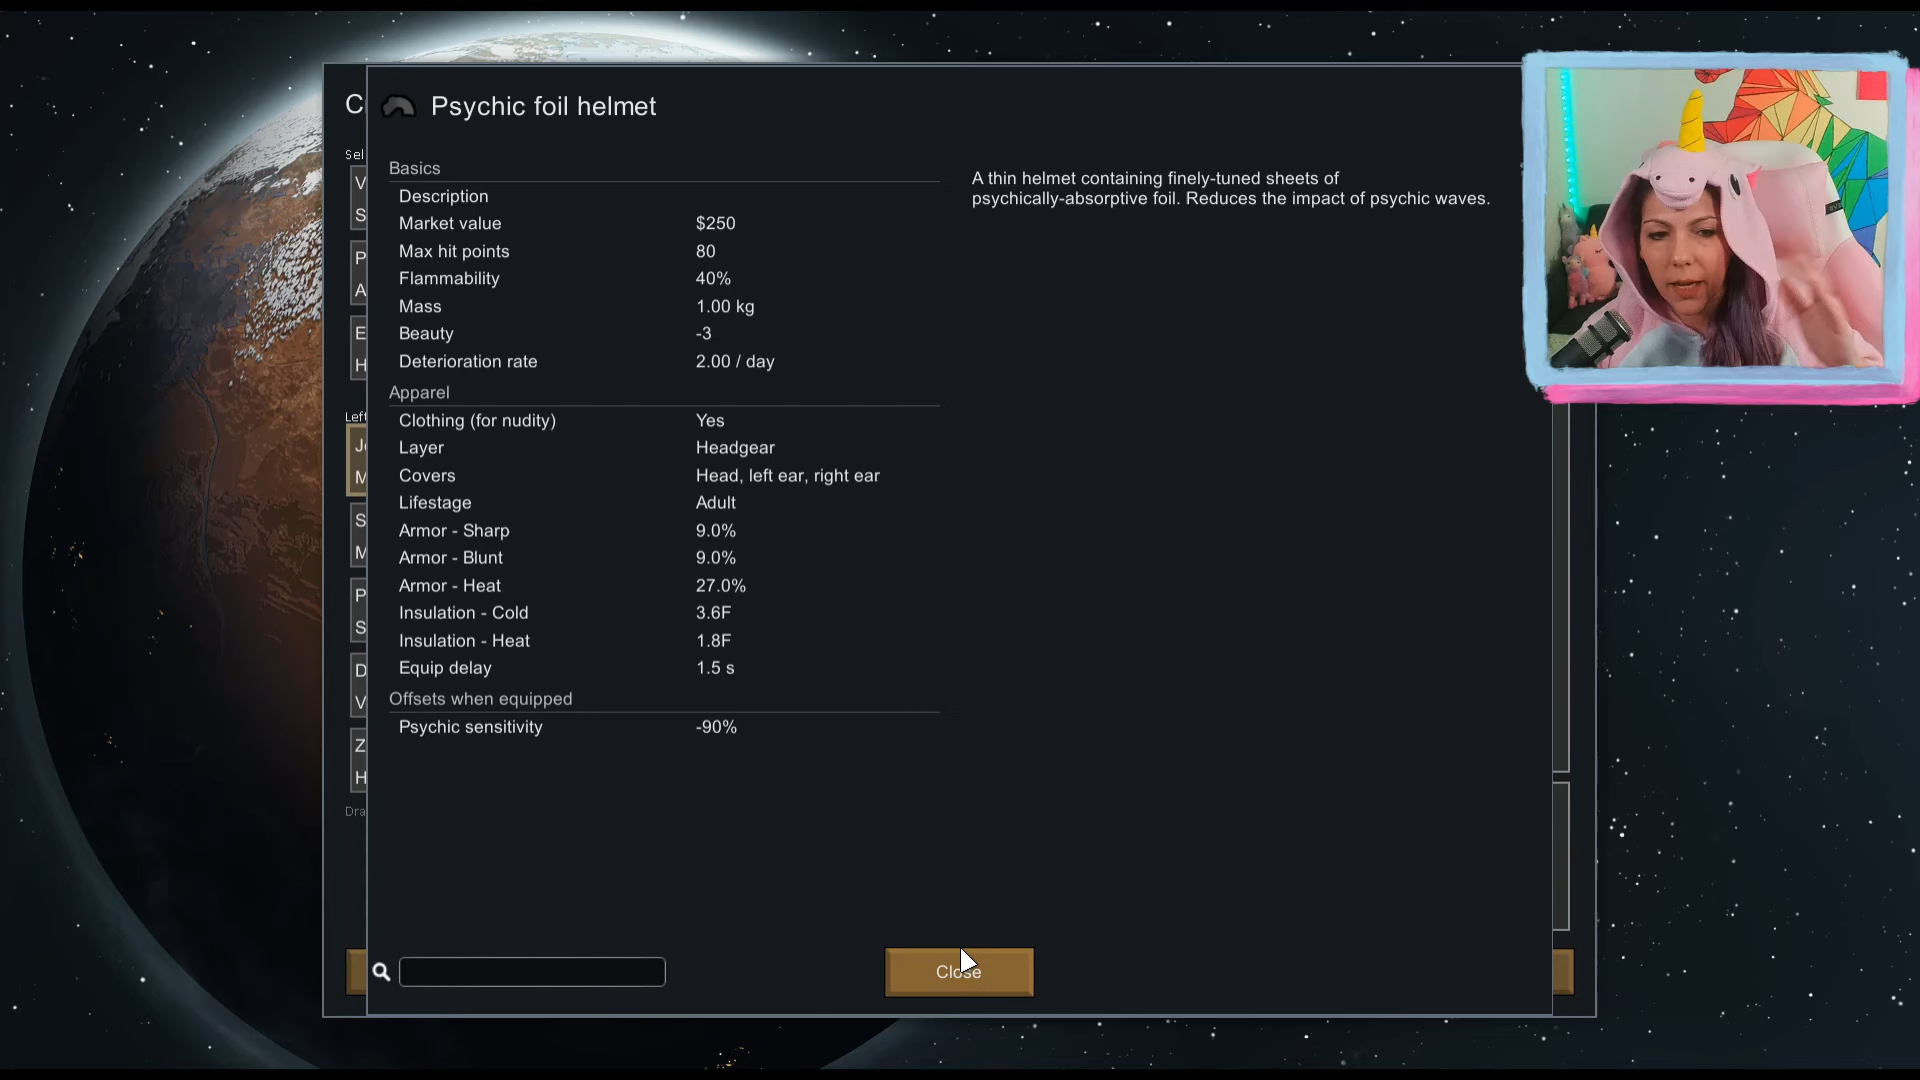 C
Psychic foil helmet
Sel
Basics
Description
Market value $250
Max hit points 80
Flammability 40%
Mass 1.00 kg
Beauty -3
Deterioration rate 2.00 / day
A thin helmet containing finely-tuned sheets of
psychically-absorptive foil. Reduces the impact of psychic waves.
V
S
P
A
E
H
Apparel
Left
Clothing (for nudity) Yes
Layer Headgear
Covers Head, left ear, right ear
Lifestage Adult
Armor - Sharp 9.0%
Armor - Blunt 9.0%
Armor - Heat 27.0%
Insulation - Cold 3.6F
Insulation - Heat 1.8F
Equip delay 1.5 s
M
S
M
P
S
D
V
Z
H
Dra
Offsets when equipped
Psychic sensitivity -90%
Close